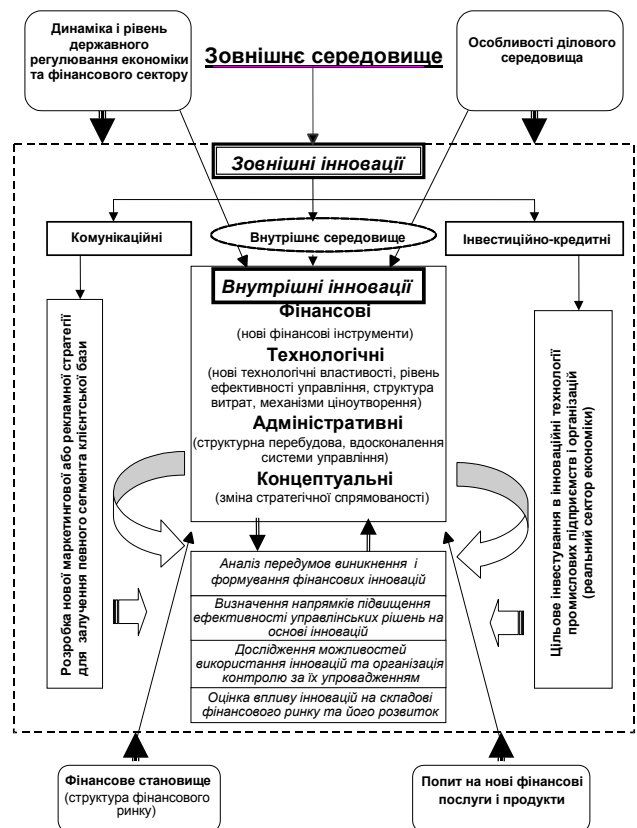 Динаміка і рівень
державного
регулювання економіки
та фінансового сектору
Зовнішнє середовище
Особливості ділового
середовища
Зовнішні інновації
Комунікаційні
Внутрішнє середовище
Інвестиційно-кредитні
Внутрішні інновації
Фінансові
(нові фінансові інструменти)
Технологічні
(нові технологічні властивості, рівень
ефективності управління, структура
витрат, механізми ціноутворення)
Адміністративні
(структурна перебудова, вдосконалення
системи управління)
Концептуальні
(зміна стратегічної спрямованості)
Розробка нової маркетингової або рекламної стратегії
для залучення певного сегмента клієнтської бази
Цільове інвестування в інноваційні технології
промислових підприємств і організацій
(реальний сектор економіки)
Аналіз передумов виникнення і
формування фінансових інновацій
Визначення напрямків підвищення
ефективності управлінських рішень на
основі інновацій
Дослідження можливостей
використання інновацій та організація
контролю за їх упровадженням
Оцінка впливу інновацій на складові
фінансового ринку та його розвиток
Фінансове становище
(структура фінансового
ринку)
Попит на нові фінансові
послуги і продукти